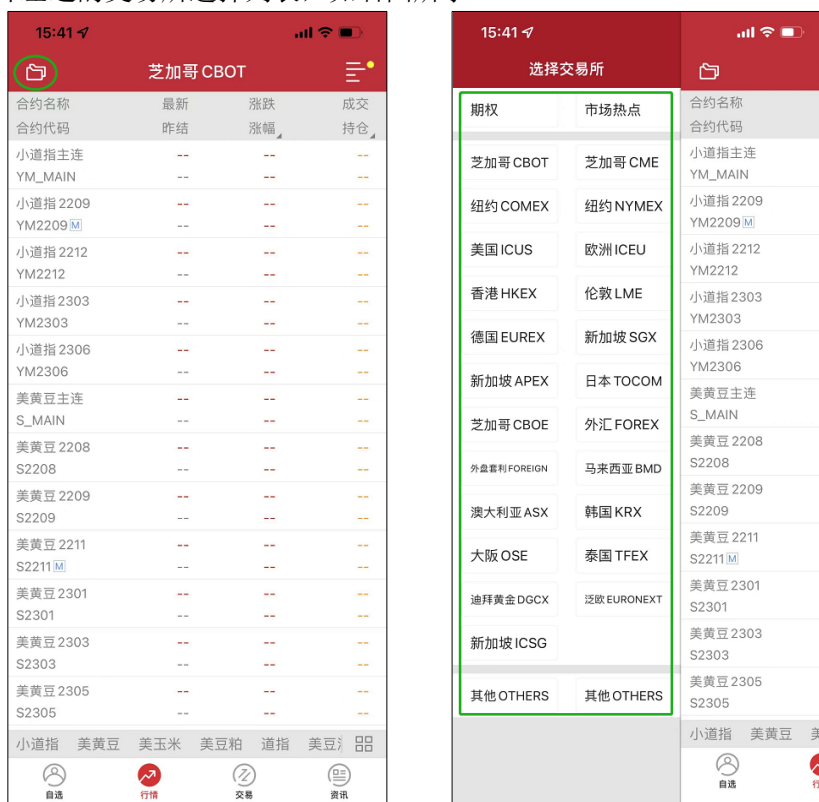 15:41
芝加哥 CBOT
合约名称 最新 涨跌 成交
合约代码 昨结 涨幅 持仓
小道指主连 -- -- --
YM_MAIN -- -- --
小道指 2209 -- -- --
YM2209 M -- -- --
小道指 2212 -- -- --
YM2212 -- -- --
小道指 2303 -- -- --
YM2303 -- -- --
小道指 2306 -- -- --
YM2306 -- -- --
美黄豆主连 -- -- --
S_MAIN -- -- --
美黄豆 2208 -- -- --
S2208 -- -- --
美黄豆 2209 -- -- --
S2209 -- -- --
美黄豆 2211 -- -- --
S2211 M -- -- --
美黄豆 2301 -- -- --
S2301 -- -- --
美黄豆 2303 -- -- --
S2303 -- -- --
美黄豆 2305 -- -- --
S2305 -- -- --
小道指 美黄豆 美玉米 美豆粕 道指 美豆
自选 行情 交易 资讯
15:41
选择交易所
期权 市场热点
芝加哥 CBOT 芝加哥 CME
纽约 COMEX 纽约 NYMEX
美国 ICUS 欧洲 ICEU
香港 HKEX 伦敦 LME
德国 EUREX 新加坡 SGX
新加坡 APEX 日本 TOCOM
芝加哥 CBOE 外汇 FOREX
外盘套利 FOREIGN 马来西亚 BMD
澳大利亚 ASX 韩国 KRX
大阪 OSE 泰国 TFEX
迪拜黄金 DGCX 泛欧 EURONEXT
新加坡 ICSG
其他 OTHERS 其他 OTHERS
合约名称
合约代码
小道指主连
YM_MAIN
小道指 2209
YM2209 M
小道指 2212
YM2212
小道指 2303
YM2303
小道指 2306
YM2306
美黄豆主连
S_MAIN
美黄豆 2208
S2208
美黄豆 2209
S2209
美黄豆 2211
S2211 M
美黄豆 2301
S2301
美黄豆 2303
S2303
美黄豆 2305
S2305
小道指 美黄豆
自选